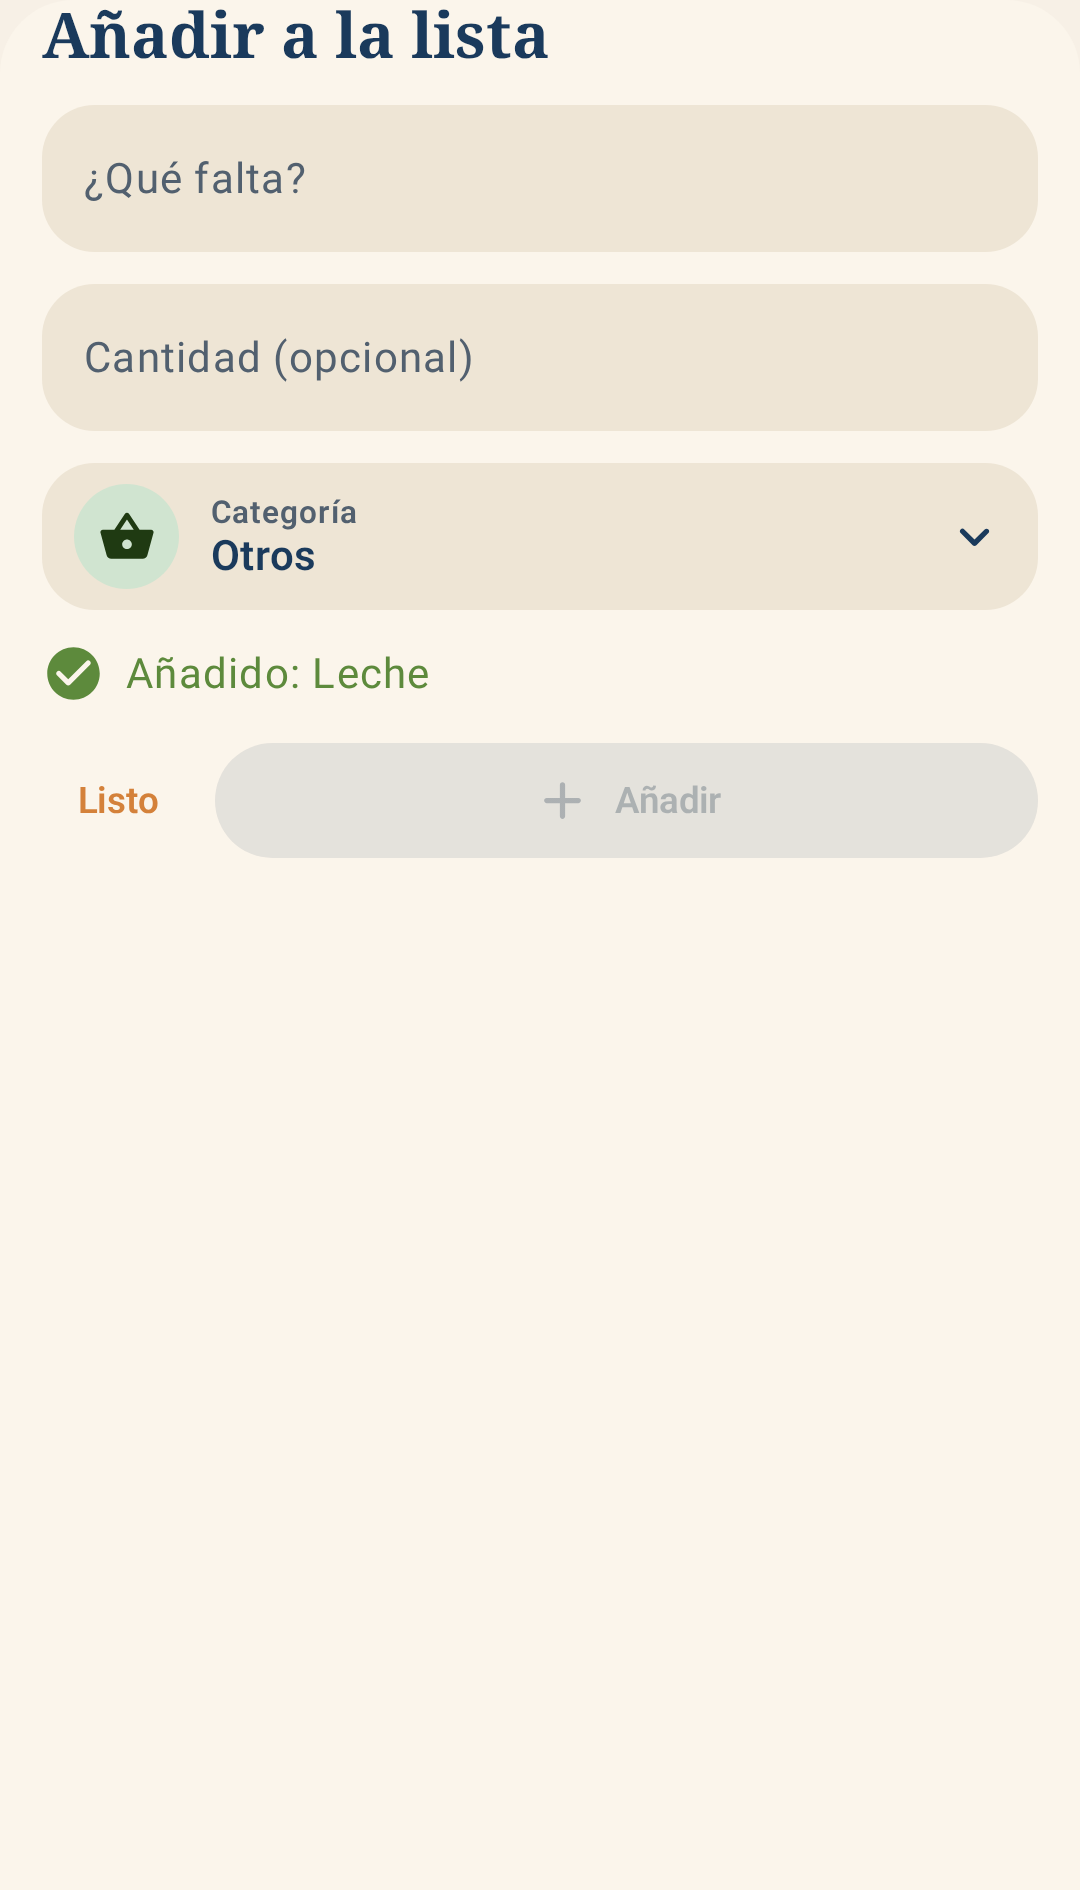 Añadir a la lista
¿Qué falta?
Cantidad (opcional)
Categoría
Otros
Añadido: Leche
Listo
Añadir